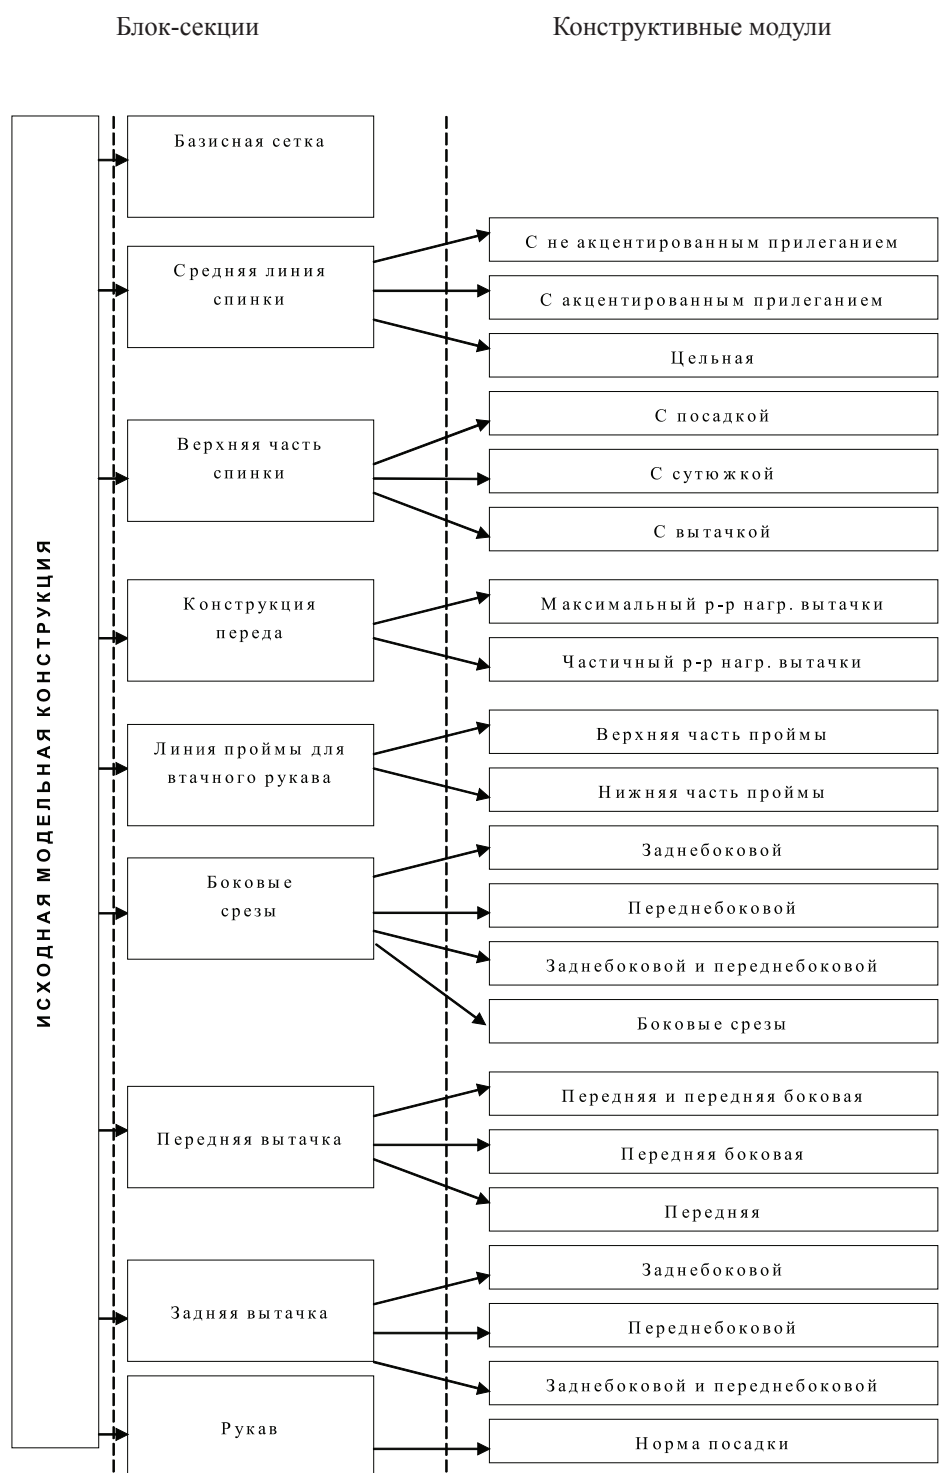 Блок-секции
Конструктивные модули
ИСХОДНАЯ МОДЕЛЬНАЯ КОНСТРУКЦИЯ
Базисная сетка
Средняя линия
спинки
С не акцентированным прилеганием
С акцентированным прилеганием
Цельная
Верхняя часть
спинки
С посадкой
С сутюжкой
С вытачкой
Конструкция
переда
Максимальный р-р нагр. вытачки
Частичный р-р нагр. вытачки
Линия проймы для
втачного рукава
Верхняя часть проймы
Нижняя часть проймы
Боковые
срезы
Заднебоковой
Переднебоковой
Заднебоковой и переднебоковой
Боковые срезы
Передняя вытачка
Передняя и передняя боковая
Передняя боковая
Передняя
Задняя вытачка
Заднебоковой
Переднебоковой
Заднебоковой и переднебоковой
Рукав
Норма посадки